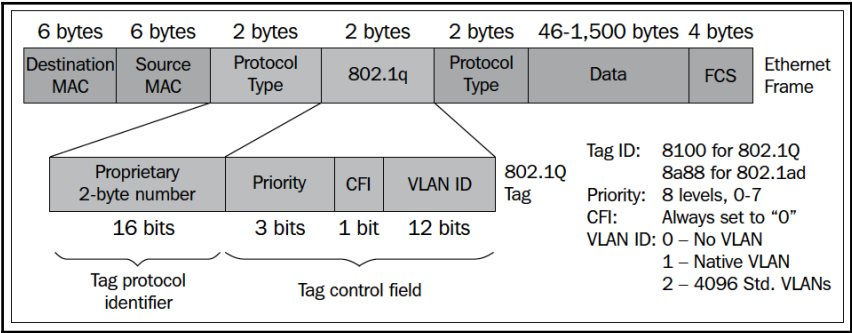 6 bytes 6 bytes 2 bytes 2 bytes 2 bytes 46-1,500 bytes 4 bytes
Destination MAC
Source MAC
Protocol Type
802.1q
Protocol Type
Data
FCS
Ethernet Frame
Proprietary
2-byte number
Priority
CFI
VLAN ID
802.1Q
Tag
16 bits 3 bits 1 bit 12 bits
Tag protocol
identifier
Tag control field
Tag ID: 8100 for 802.1Q
8a88 for 802.1ad
Priority: 8 levels, 0-7
CFI: Always set to “0”
VLAN ID: 0 – No VLAN
1 – Native VLAN
2 – 4096 Std. VLANs